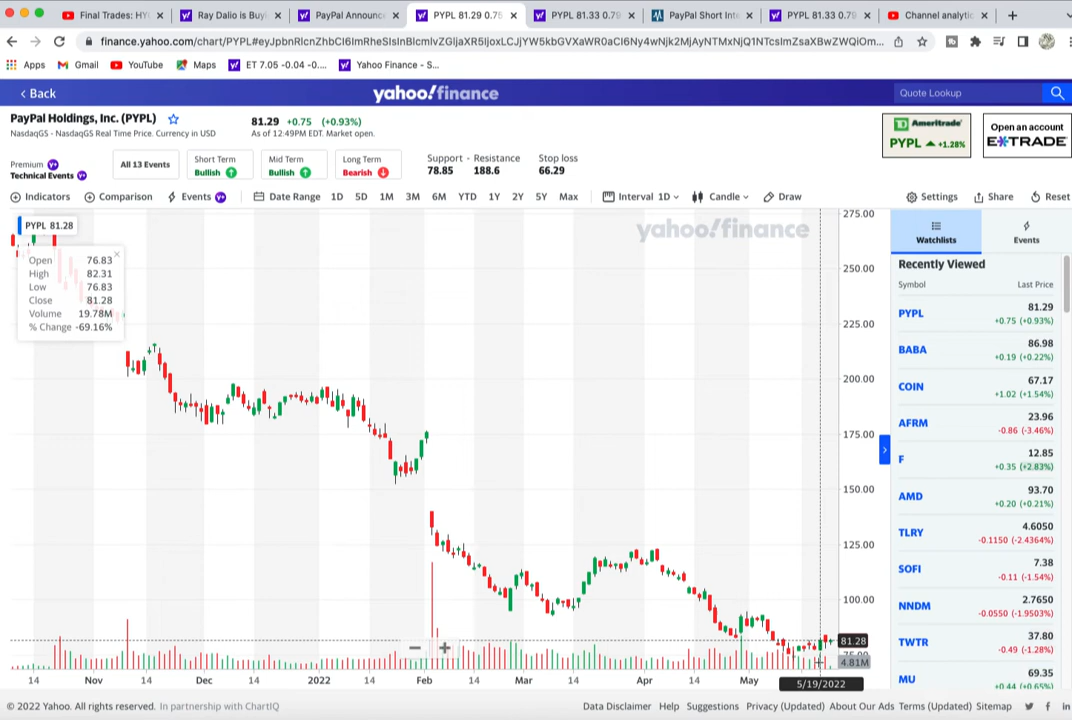 Final Trades: HY
Ray Dalio is Buyi
PayPal Announc
PYPL 81.29 0.75
PYPL 81.33 0.79
PayPal Short Inte
PYPL 81.33 0.79
Channel analytic
finance.yahoo.com/chart/PYPL#eyJpbnRlcnZhbCI6ImRheSIsInBlcmlvZGljaXR5IjoxLCJjYW5kbGVXaWR0aCI6Ny4wNjk2MjAyNTMxNjQ1NTcsImZsaXBwZWQiOm...
Apps
Gmail
YouTube
Maps
ET 7.05 -0.04 -0....
Yahoo Finance - S...
< Back
yahoo!finance
Quote Lookup
PayPal Holdings, Inc. (PYPL)
NasdaqGS - NasdaqGS Real Time Price. Currency in USD
81.29 +0.75 (+0.93%)
As of 12:49PM EDT. Market open.
Ameritrade
PYPL +1.28%
Open an account
E*TRADE
Premium Y+
Technical Events Y+
All 13 Events
Short Term
Bullish
Mid Term
Bullish
Long Term
Bearish
Support - Resistance
78.85 188.6
Stop loss
66.29
Indicators
Comparison
Events
Date Range 1D 5D 1M 3M 6M YTD 1Y 2Y 5Y Max
Interval 1D
Candle
Draw
Settings
Share
Reset
PYPL 81.28
Open 76.83
High 82.31
Low 76.83
Close 81.28
Volume 19.78M
% Change -69.16%
yahoo!finance
275.00
250.00
225.00
200.00
175.00
150.00
125.00
100.00
81.28
75.00
4.81M
14 Nov 14 Dec 14 2022 14 Feb 14 Mar 14 Apr 14 May
5/19/2022
Watchlists
Events
Recently Viewed
Symbol Last Price
PYPL 81.29
+0.75 (+0.93%)
BABA 86.98
+0.19 (+0.22%)
COIN 67.17
+1.02 (+1.54%)
AFRM 23.96
-0.86 (-3.46%)
F 12.85
+0.35 (+2.83%)
AMD 93.70
+0.20 (+0.21%)
TLRY 4.6050
-0.1150 (-2.4364%)
SOFI 7.38
-0.11 (-1.54%)
NNDM 2.7650
-0.0550 (-1.9503%)
TWTR 37.80
-0.49 (-1.28%)
MU 69.35
+0.44 (+0.65%)
© 2022 Yahoo. All rights reserved. In partnership with ChartIQ
Data Disclaimer Help Suggestions Privacy (Updated) About Our Ads Terms (Updated) Sitemap